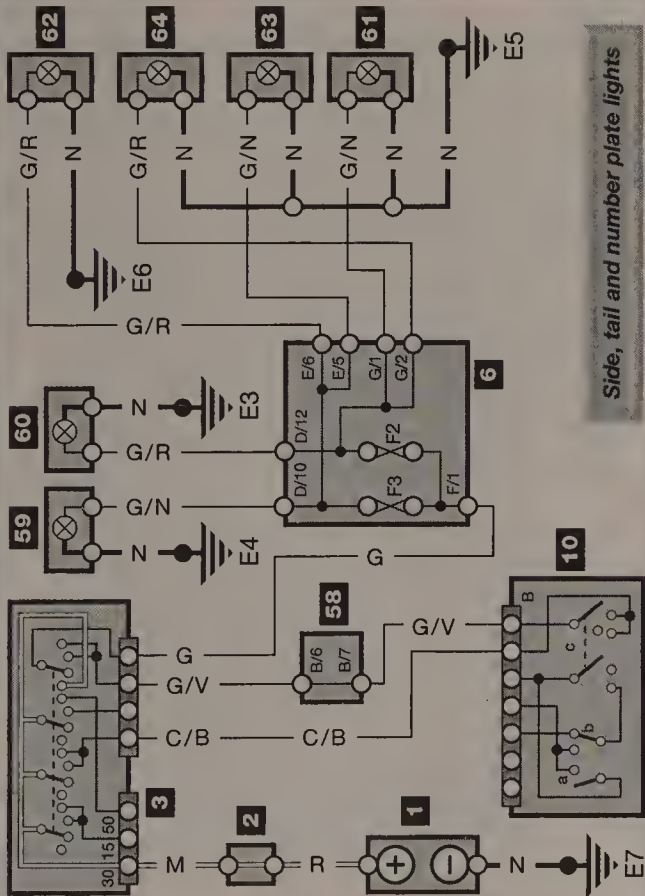 62
64
63
61
G/R
N
G/R
N
G/N
N
G/N
N
E5
E6
G/R
60
59
N
G/R
E3
G/N
N
E4
E/6
E/5
G/1
G/2
D/12
D/10
F2
F3
F/1
6
G
3
30
15
50
G
G/V
C/B
58
B/6
B/7
G/V
C/B
2
M
R
1
+
−
N
E7
10
B
a
b
c
Side, tail and number plate lights